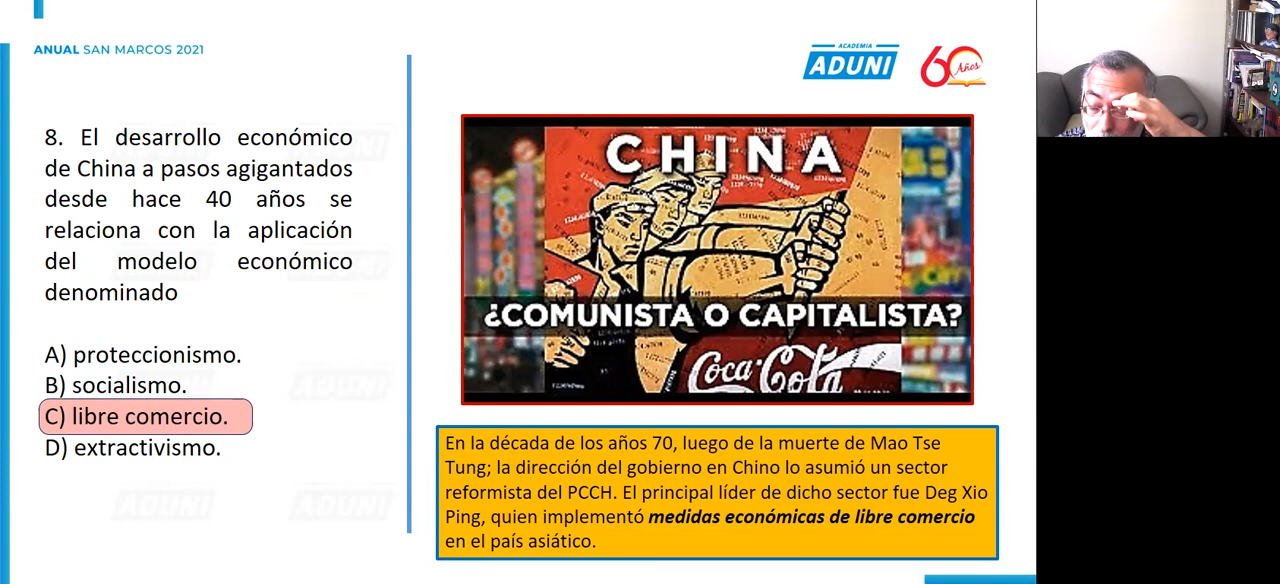 ANUAL SAN MARCOS 2021
ACADEMIA
ADUNI
60 Años
8. El desarrollo económico
de China a pasos agigantados
desde hace 40 años se
relaciona con la aplicación
del modelo económico
denominado
A) proteccionismo.
B) socialismo.
C) libre comercio.
D) extractivismo.
CHINA
¿COMUNISTA O CAPITALISTA?
Coca-Cola
En la década de los años 70, luego de la muerte de Mao Tse
Tung; la dirección del gobierno en Chino lo asumió un sector
reformista del PCCH. El principal líder de dicho sector fue Deg Xio
Ping, quien implementó medidas económicas de libre comercio
en el país asiático.